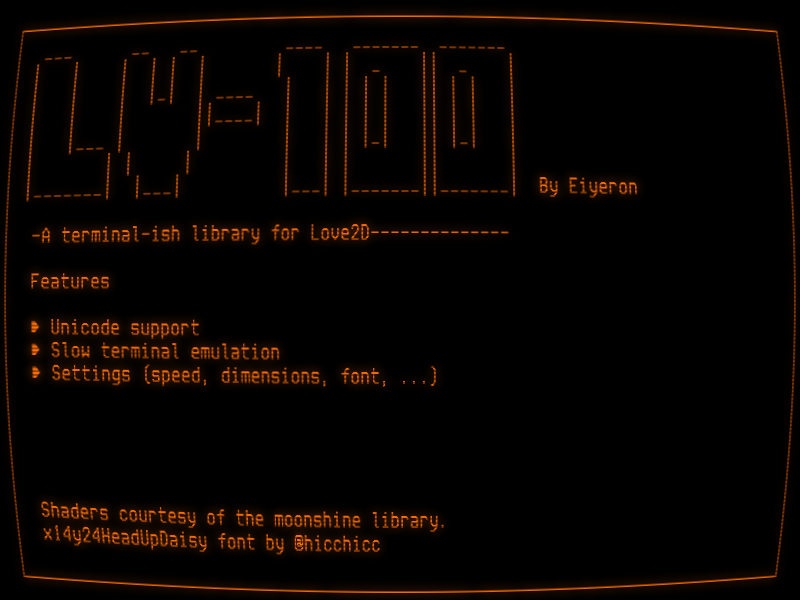 LV-100
By Eiyeron
-A terminal-ish library for Love2D--------------
Features
Unicode support
Slow terminal emulation
Settings (speed, dimensions, font, ...)
Shaders courtesy of the moonshine library.
x14y24HeadUpDaisy font by @hicchicc